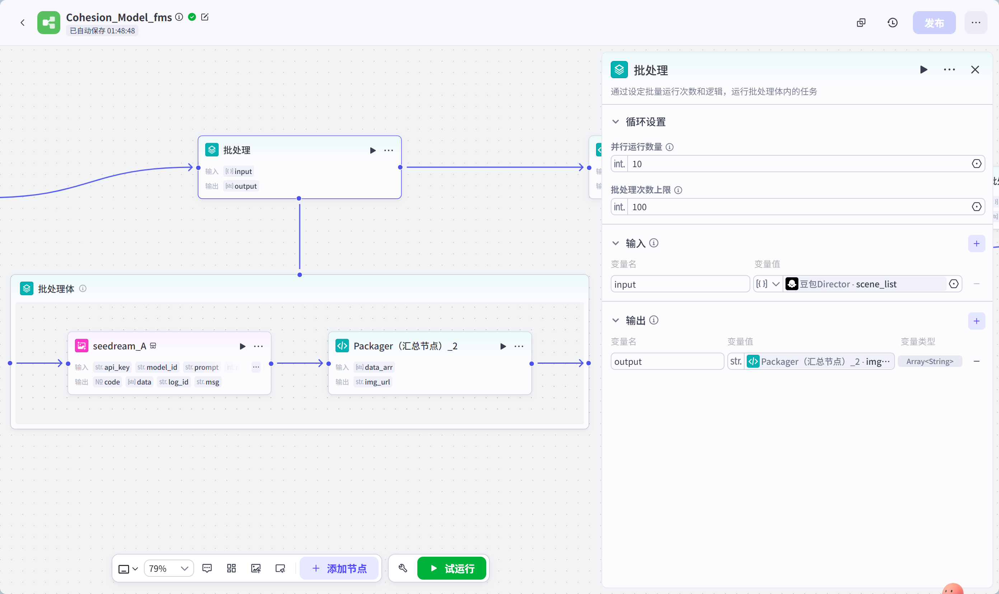 Cohesion_Model_fms
已自动保存 01:48:48
发布
批处理
输入 [{ }] input
输出 [str.] output
批处理体
seedream_A
输入 str. api_key str. model_id str. prompt int. n ...
输出 № code [str.] data str. log_id str. msg
Packager（汇总节点）_2
输入 [str.] data_arr
输出 str. img_url
79%
添加节点
试运行
批处理
通过设定批量运行次数和逻辑，运行批处理体内的任务
循环设置
并行运行数量
int. 10
批处理次数上限
int. 100
输入
变量名 变量值
input [{ }] 豆包Director - scene_list
输出
变量名 变量值 变量类型
output str. Packager（汇总节点）_2 - img... Array<String>